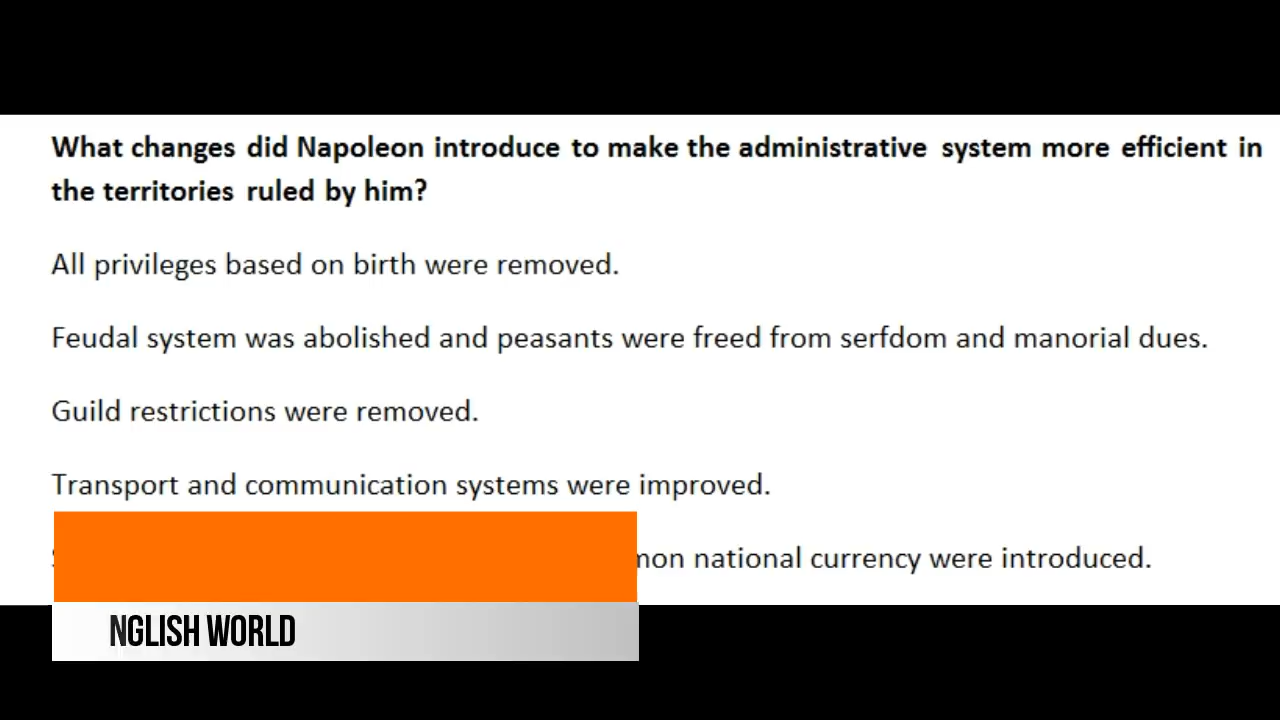 What changes did Napoleon introduce to make the administrative system more efficient in
the territories ruled by him?
All privileges based on birth were removed.
Feudal system was abolished and peasants were freed from serfdom and manorial dues.
Guild restrictions were removed.
Transport and communication systems were improved.
national currency were introduced.
NGLISH WORLD